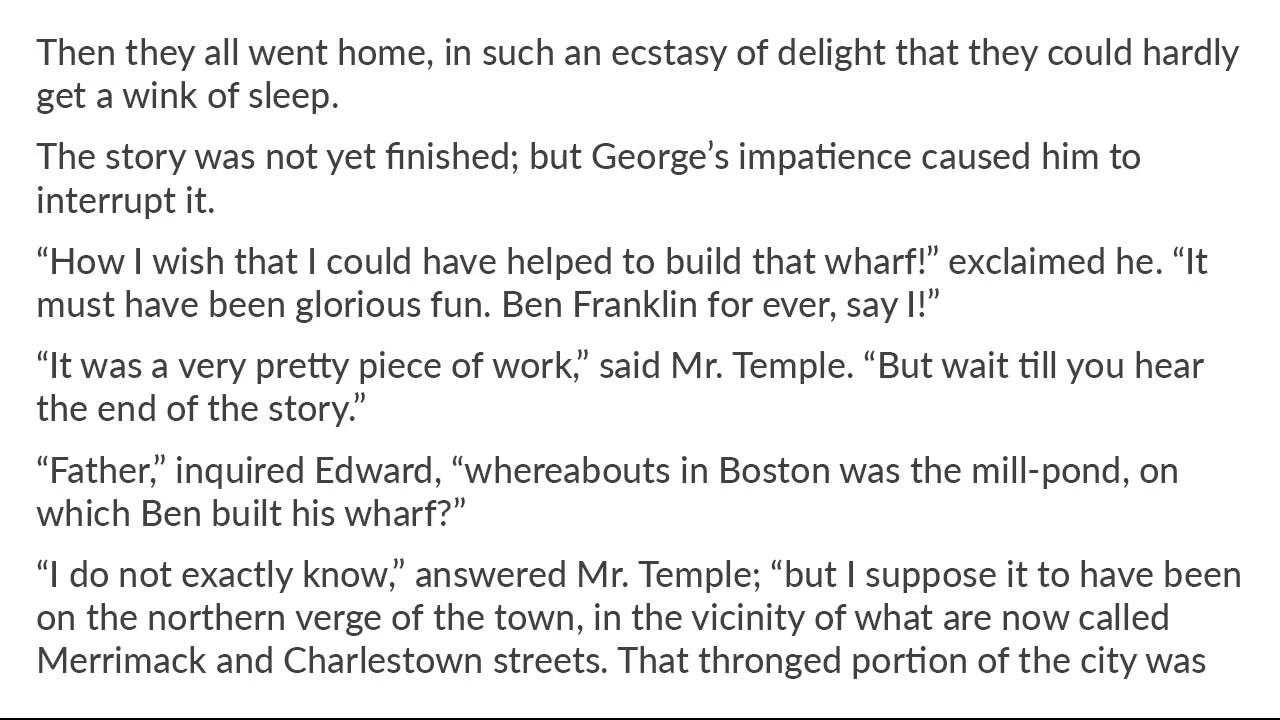 Then they all went home, in such an ecstasy of delight that they could hardly
get a wink of sleep.
The story was not yet finished; but George’s impatience caused him to
interrupt it.
“How I wish that I could have helped to build that wharf!” exclaimed he. “It
must have been glorious fun. Ben Franklin for ever, say I!”
“It was a very pretty piece of work,” said Mr. Temple. “But wait till you hear
the end of the story.”
“Father,” inquired Edward, “whereabouts in Boston was the mill-pond, on
which Ben built his wharf?”
“I do not exactly know,” answered Mr. Temple; “but I suppose it to have been
on the northern verge of the town, in the vicinity of what are now called
Merrimack and Charlestown streets. That thronged portion of the city was